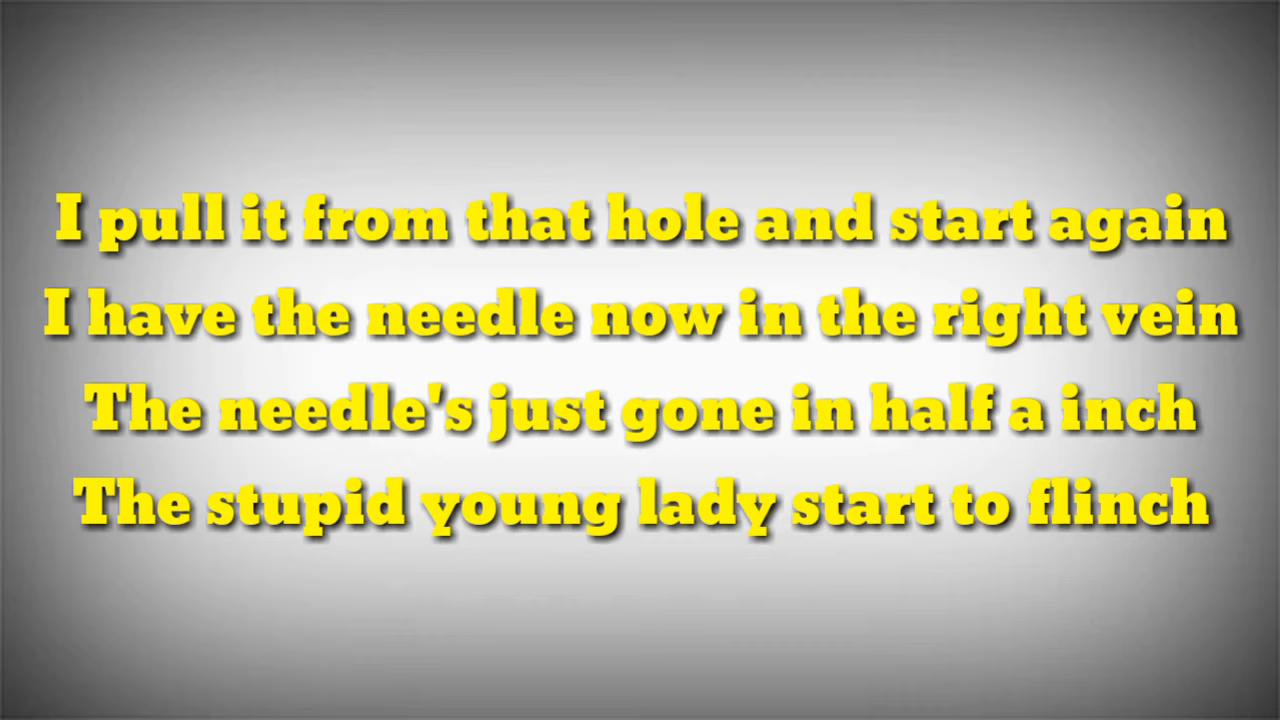 I pull it from that hole and start again
I have the needle now in the right vein
The needle's just gone in half a inch
The stupid young lady start to flinch